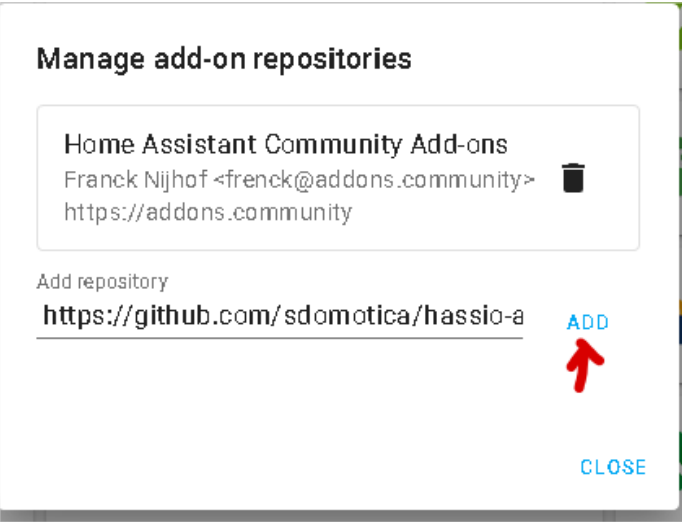 Manage add-on repositories
Home Assistant Community Add-ons
Franck Nijhof <frenck@addons.community>
https://addons.community
Add repository
https://github.com/sdomotica/hassio-a
ADD
CLOSE